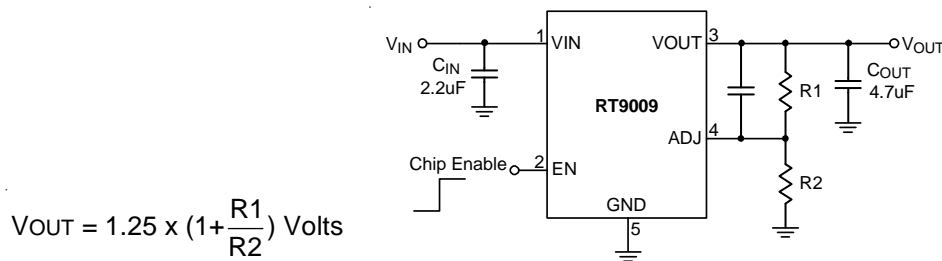 VIN
1
VIN
VOUT
3
VOUT
CIN
2.2uF
RT9009
R1
COUT
4.7uF
ADJ
4
Chip Enable
2
EN
R2
GND
5
VOUT = 1.25 x (1+R1/R2) Volts